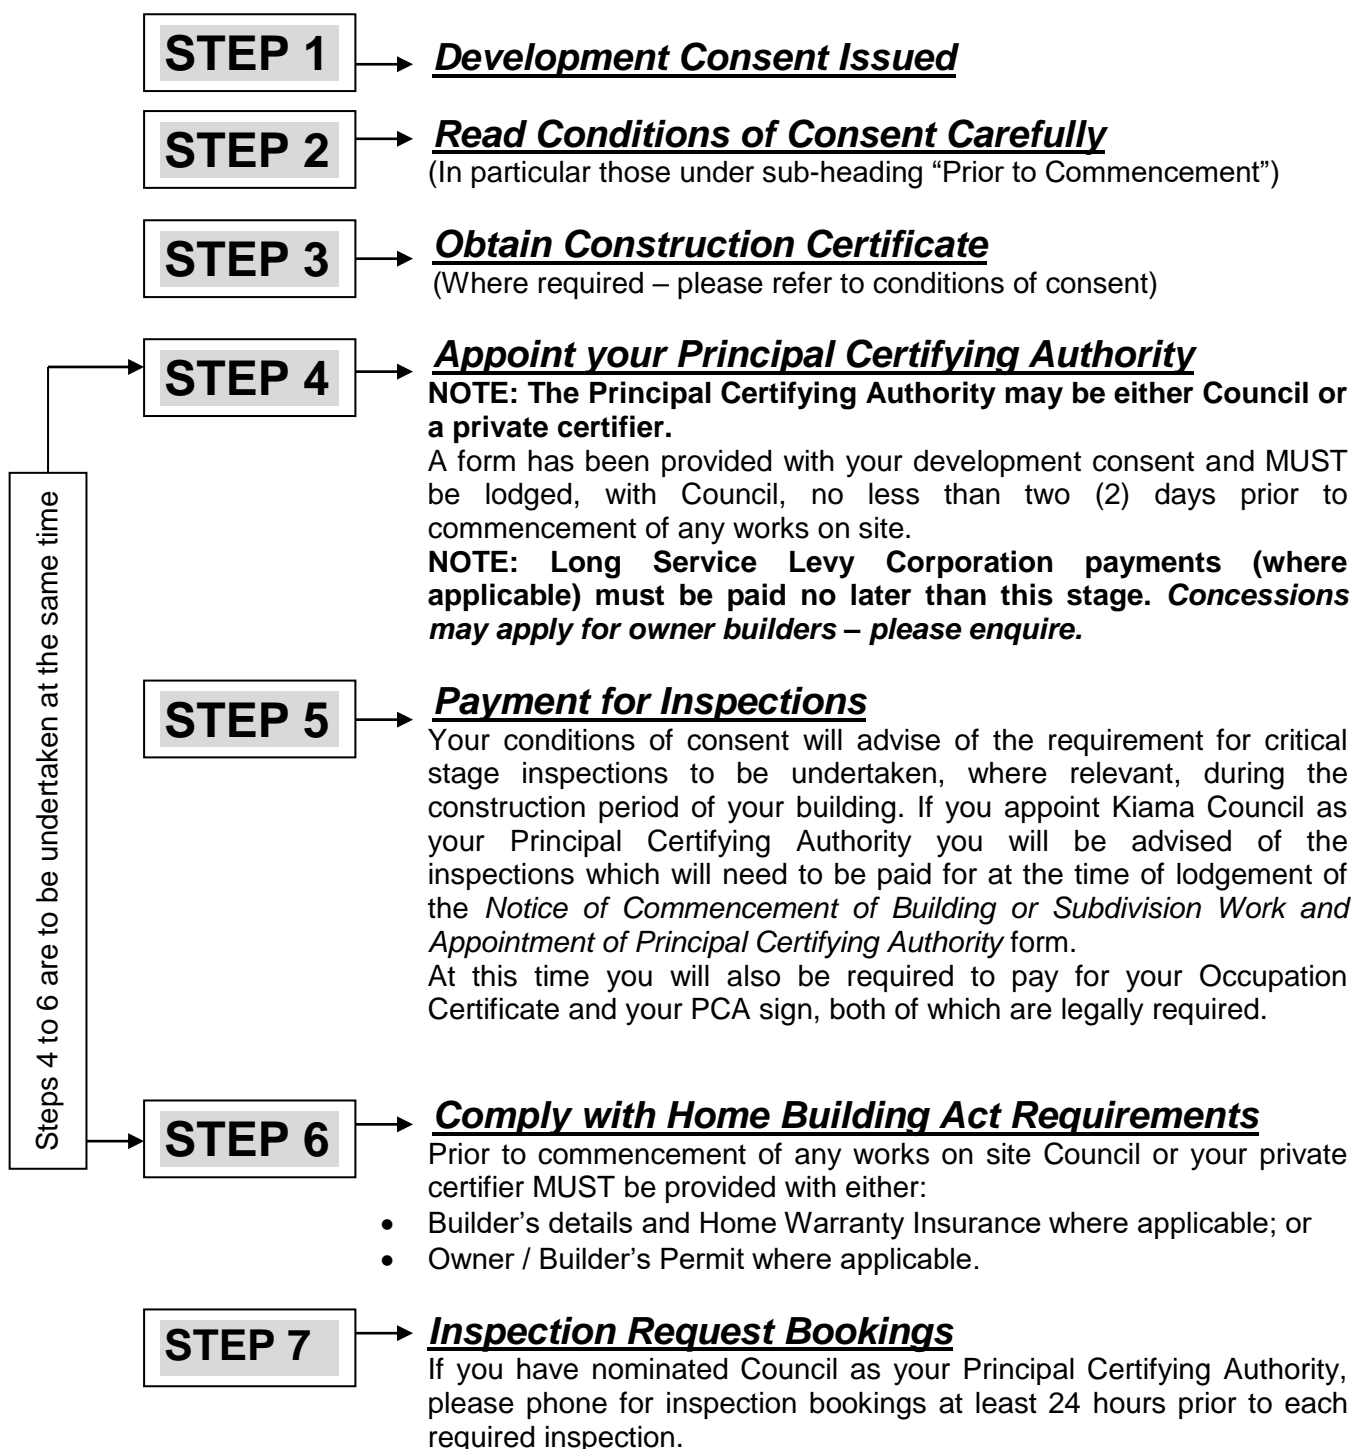 STEP 1
Development Consent Issued
STEP 2
Read Conditions of Consent Carefully
(In particular those under sub-heading “Prior to Commencement”)
STEP 3
Obtain Construction Certificate
(Where required – please refer to conditions of consent)
Steps 4 to 6 are to be undertaken at the same time
STEP 4
Appoint your Principal Certifying Authority
NOTE: The Principal Certifying Authority may be either Council or
a private certifier.
A form has been provided with your development consent and MUST
be lodged, with Council, no less than two (2) days prior to
commencement of any works on site.
NOTE: Long Service Levy Corporation payments (where
applicable) must be paid no later than this stage. Concessions
may apply for owner builders – please enquire.
STEP 5
Payment for Inspections
Your conditions of consent will advise of the requirement for critical
stage inspections to be undertaken, where relevant, during the
construction period of your building. If you appoint Kiama Council as
your Principal Certifying Authority you will be advised of the
inspections which will need to be paid for at the time of lodgement of
the Notice of Commencement of Building or Subdivision Work and
Appointment of Principal Certifying Authority form.
At this time you will also be required to pay for your Occupation
Certificate and your PCA sign, both of which are legally required.
STEP 6
Comply with Home Building Act Requirements
Prior to commencement of any works on site Council or your private
certifier MUST be provided with either:
• Builder’s details and Home Warranty Insurance where applicable; or
• Owner / Builder’s Permit where applicable.
STEP 7
Inspection Request Bookings
If you have nominated Council as your Principal Certifying Authority,
please phone for inspection bookings at least 24 hours prior to each
required inspection.